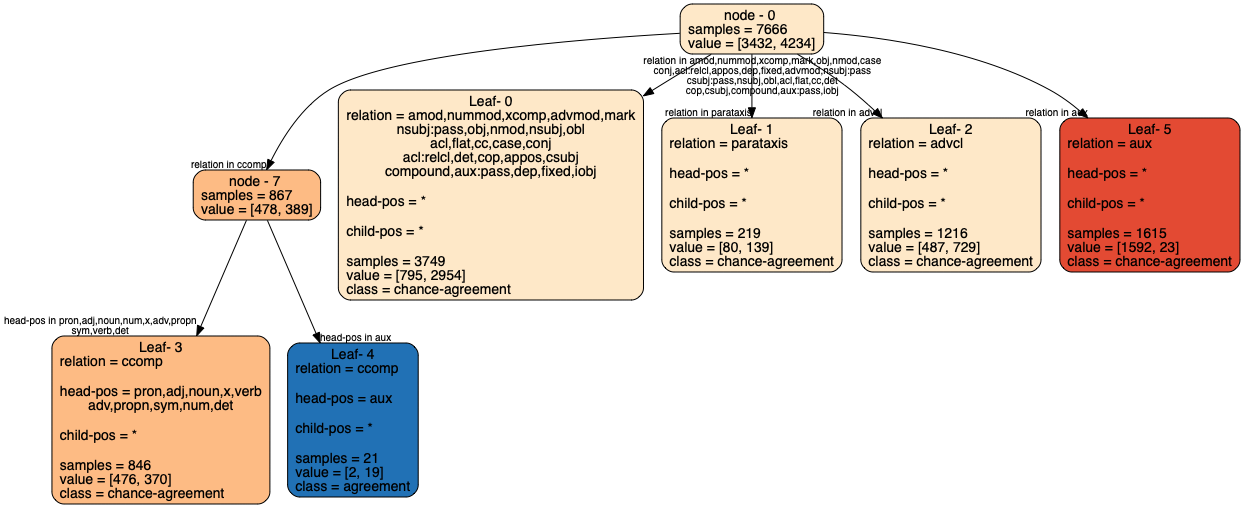 node - 0
samples = 7666
value = [3432, 4234]
relation in amod,nummod,xcomp,mark,obj,nmod,case
conj,acl:relcl,appos,dep,fixed,advmod,nsubj:pass
csubj:pass,nsubj,obl,acl,flat,cc,det
cop,csubj,compound,aux:pass,iobj
Leaf- 0
relation = amod,nummod,xcomp,advmod,mark
nsubj:pass,obj,nmod,nsubj,obl
acl,flat,cc,case,conj
acl:relcl,det,cop,appos,csubj
compound,aux:pass,dep,fixed,iobj
head-pos = *
child-pos = *
samples = 3749
value = [795, 2954]
class = chance-agreement
relation in parataxis
Leaf- 1
relation = parataxis
head-pos = *
child-pos = *
samples = 219
value = [80, 139]
class = chance-agreement
relation in advcl
Leaf- 2
relation = advcl
head-pos = *
child-pos = *
samples = 1216
value = [487, 729]
class = chance-agreement
relation in aux
Leaf- 5
relation = aux
head-pos = *
child-pos = *
samples = 1615
value = [1592, 23]
class = chance-agreement
relation in ccomp
node - 7
samples = 867
value = [478, 389]
head-pos in pron,adj,noun,num,x,adv,propn
sym,verb,det
Leaf- 3
relation = ccomp
head-pos = pron,adj,noun,x,verb
adv,propn,sym,num,det
child-pos = *
samples = 846
value = [476, 370]
class = chance-agreement
head-pos in aux
Leaf- 4
relation = ccomp
head-pos = aux
child-pos = *
samples = 21
value = [2, 19]
class = agreement